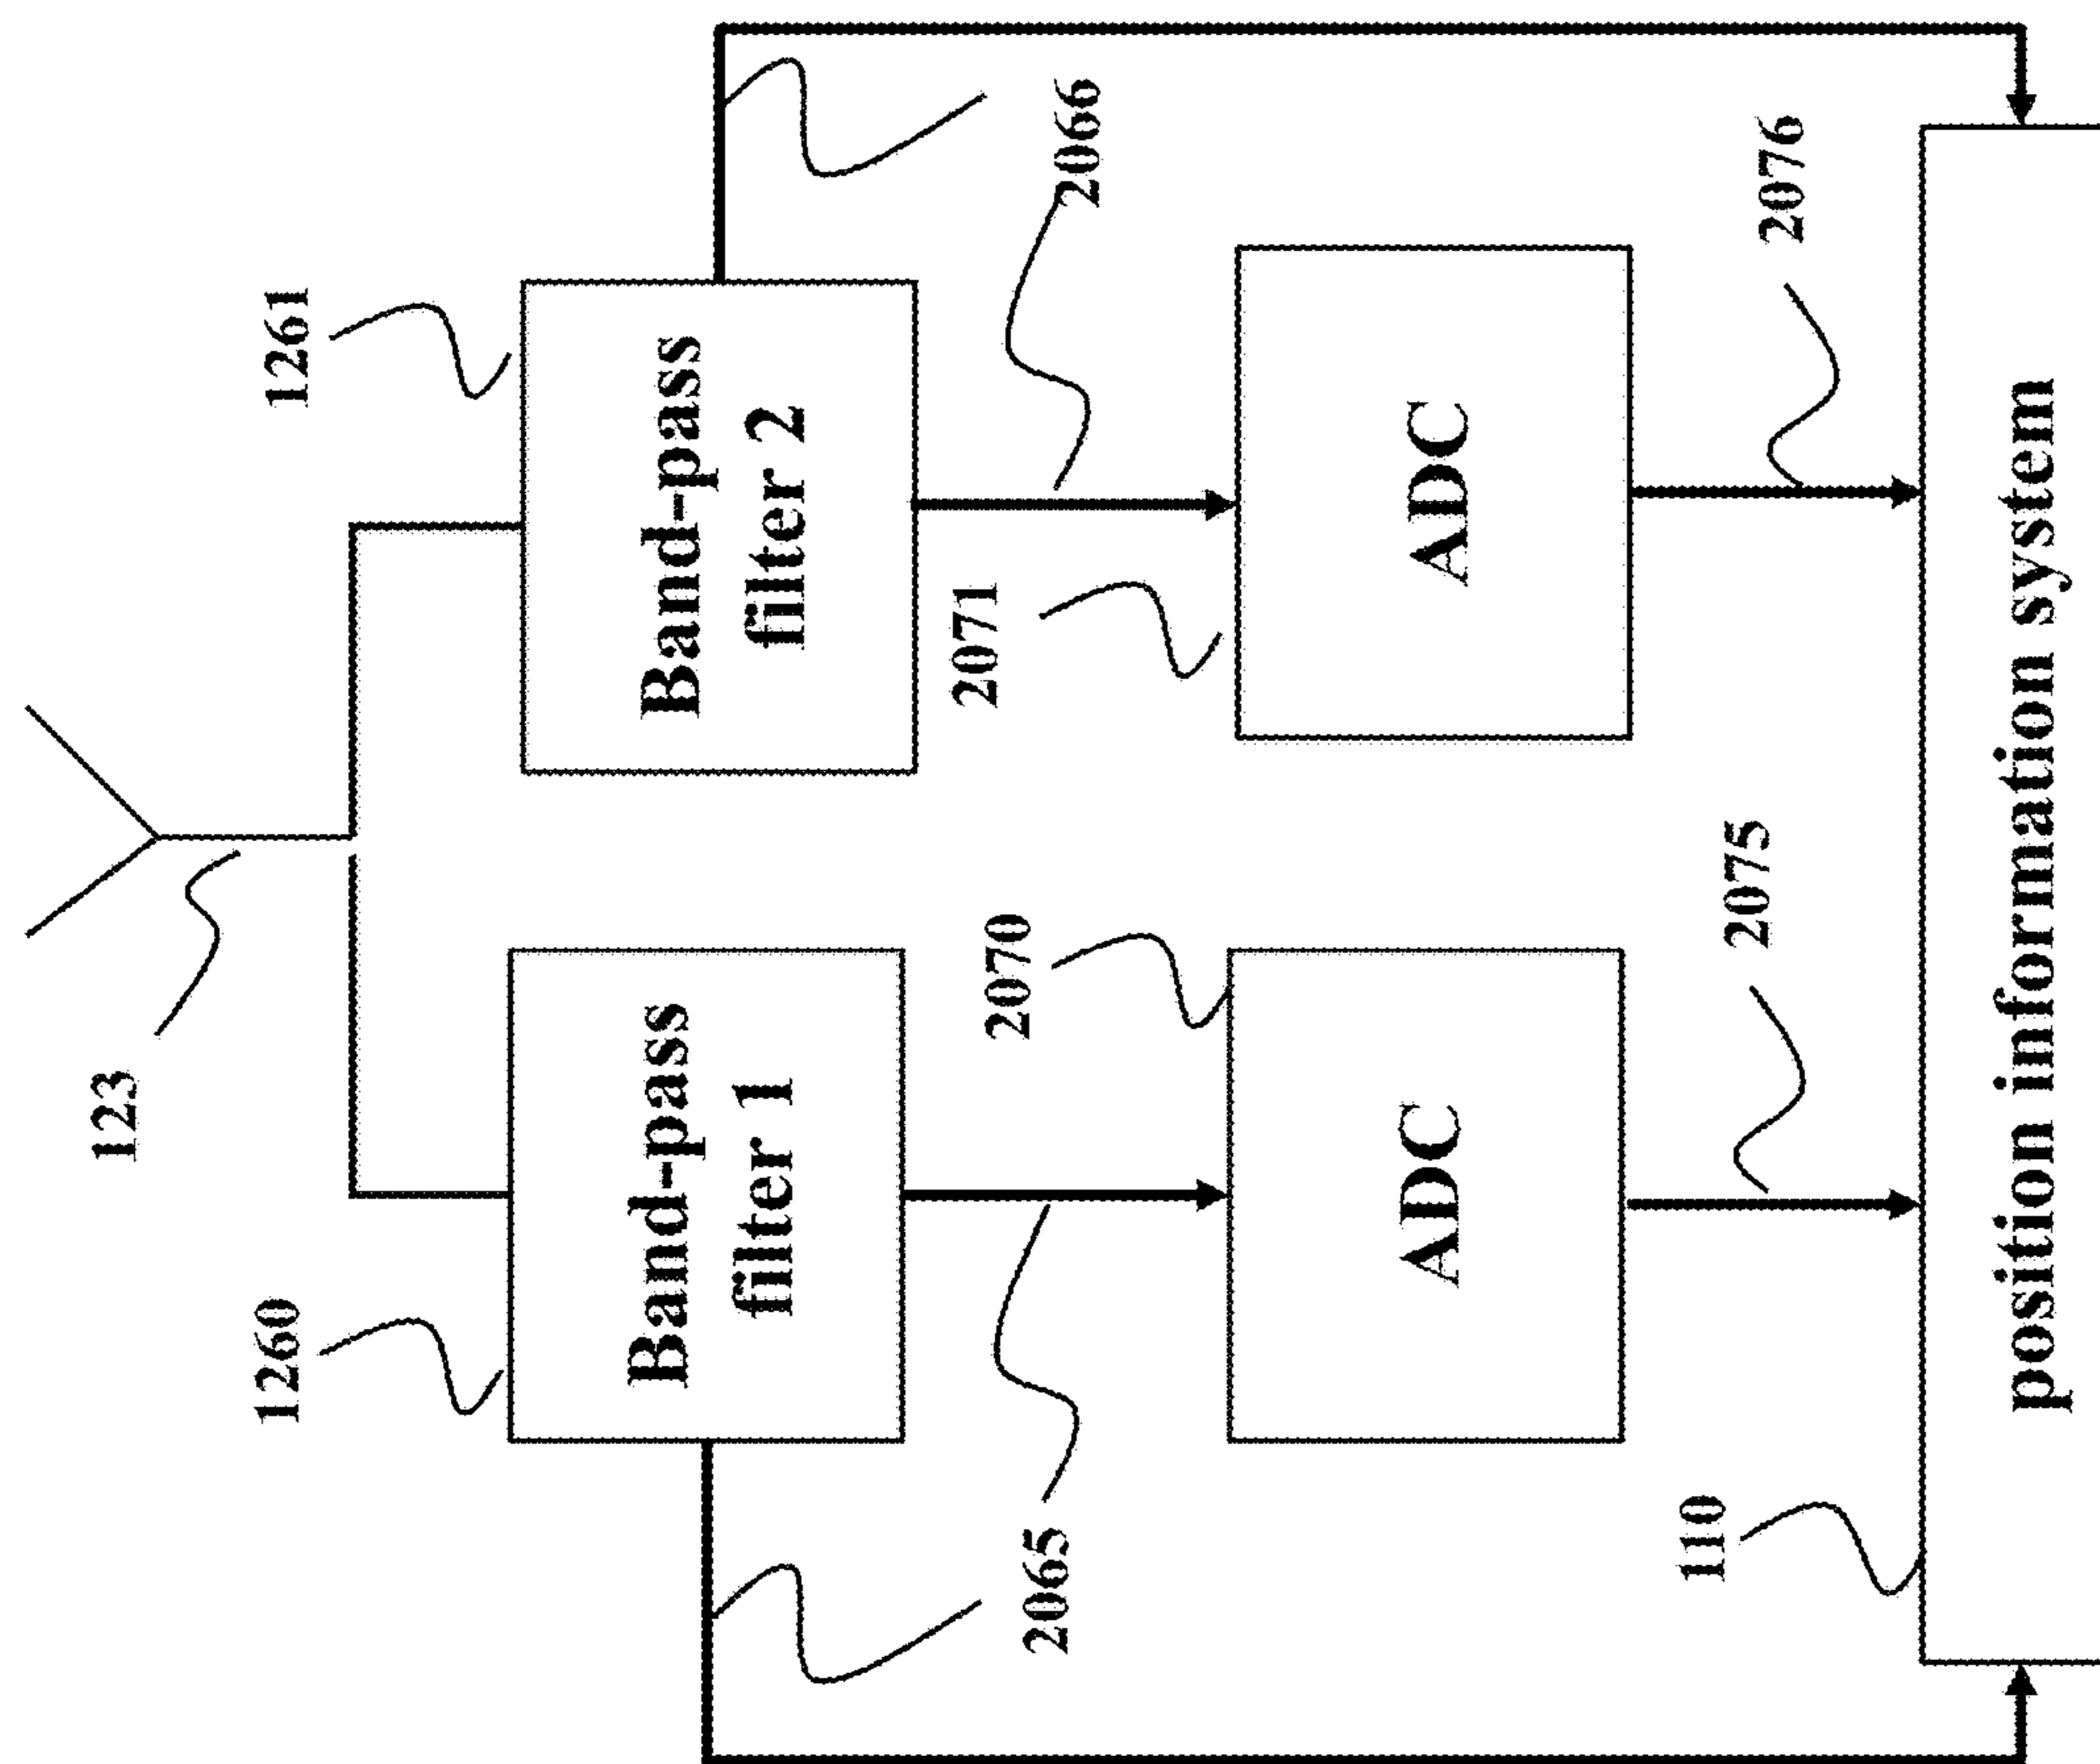 123
1260
Band-pass
filter 1
1261
Band-pass
filter 2
2065
2066
2070
ADC
2071
ADC
2075
2076
110
position information system